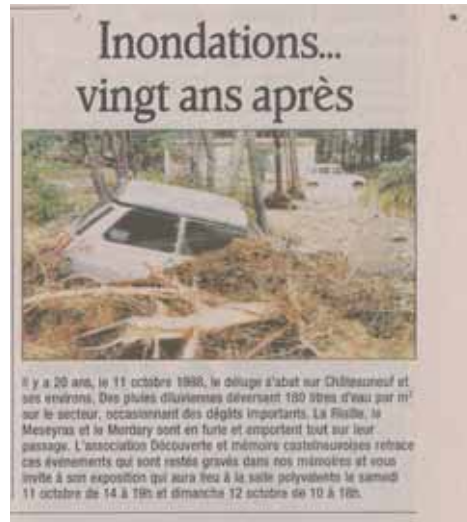 Inondations...
vingt ans après
Il y a 20 ans, le 11 octobre 1988, le déluge s'abat sur Châteauneuf et
ses environs. Des pluies diluviennes déversent 180 litres d'eau par m²
sur le secteur, occasionnant des dégâts importants. La Riaille, le
Meseyras et le Merdary sont en furie et emportent tout sur leur
passage. L'association Découverte et mémoire castelneuvoises retrace
ces événements qui sont restés gravés dans nos mémoires et vous
invite à son exposition qui aura lieu à la salle polyvalente le samedi
11 octobre de 14 à 19h et dimanche 12 octobre de 10 à 18h.